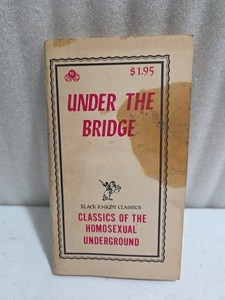 $1.95
UNDER THE
BRIDGE
BLACK KNIGHT CLASSICS
CLASSICS OF THE
HOMOSEXUAL
UNDERGROUND